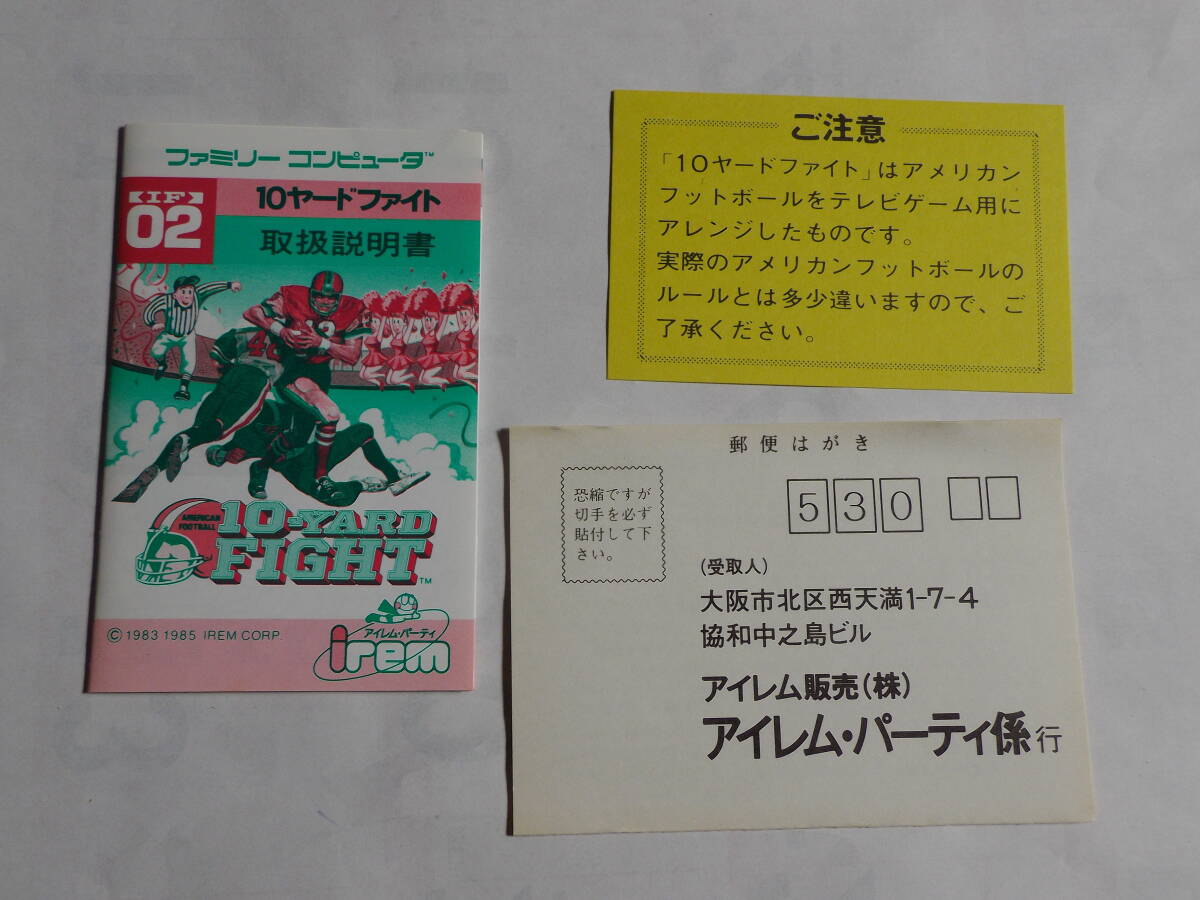 ファミリー コンピュータ™
【IF】
02
10ヤードファイト
取扱説明書
13
AMERICAN
FOOTBALL
10-YARD
FIGHT™
© 1983 1985 IREM CORP.
アイレム・パーティ
irem
ご注意
「10ヤードファイト」はアメリカン
フットボールをテレビゲーム用に
アレンジしたものです。
実際のアメリカンフットボールの
ルールとは多少違いますので、ご
了承ください。
郵便はがき
恐縮ですが
切手を必ず
貼付して下
さい。
530
(受取人)
大阪市北区西天満1-7-4
協和中之島ビル
アイレム販売(株)
アイレム・パーティ係 行